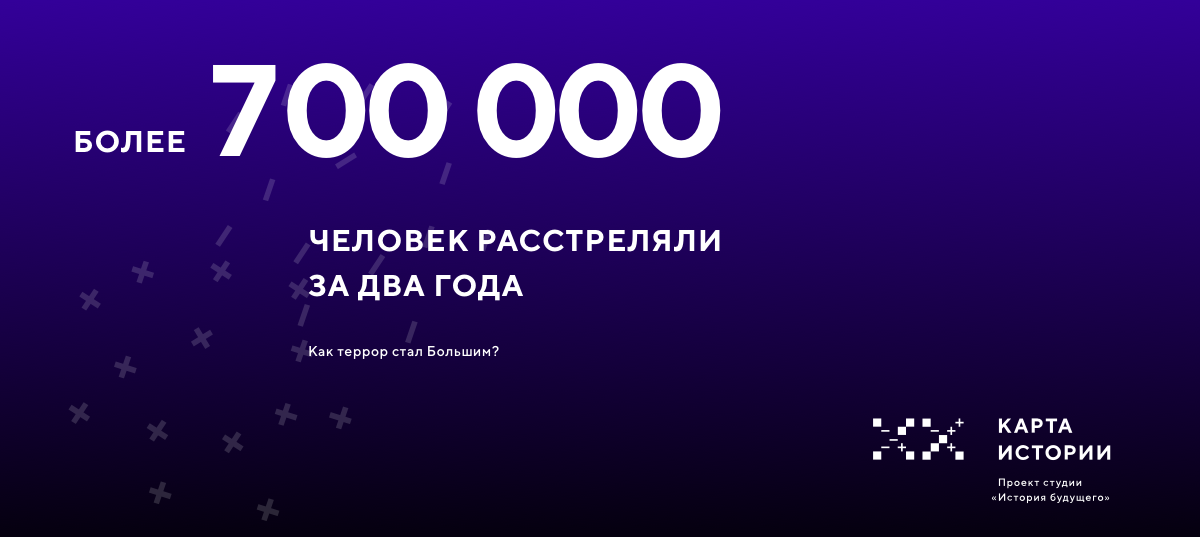 БОЛЕЕ 700 000
ЧЕЛОВЕК РАССТРЕЛЯЛИ
ЗА ДВА ГОДА
Как террор стал Большим?
КАРТА
ИСТОРИИ
Проект студии
«История будущего»